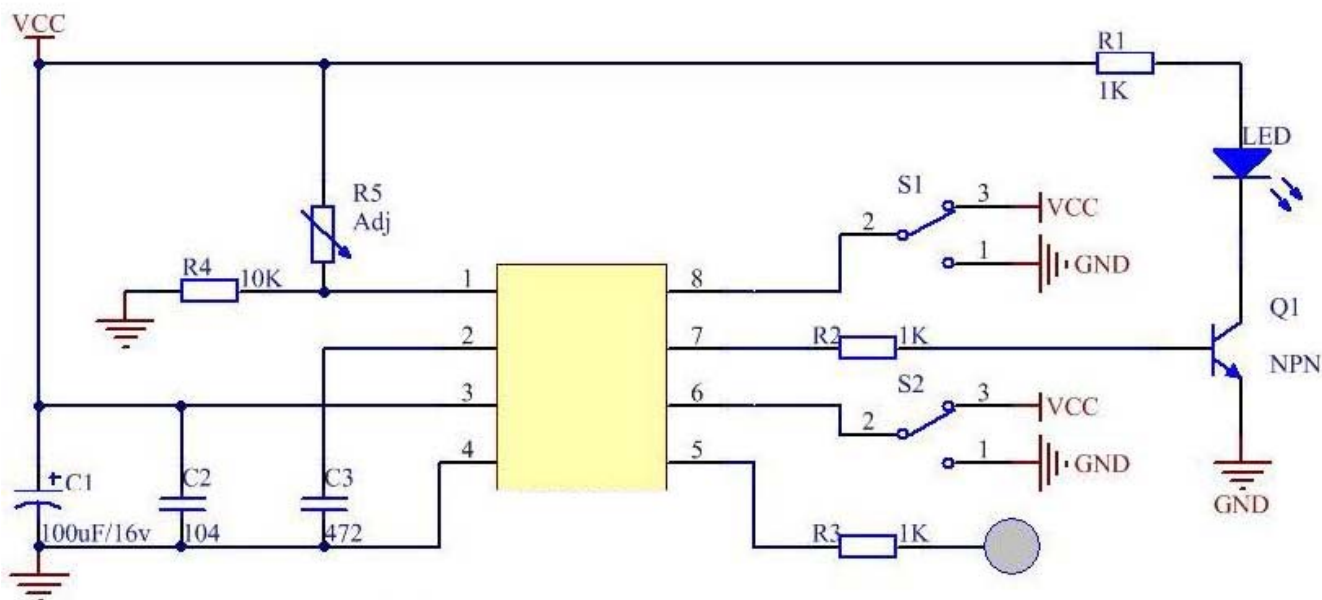 VCC
R1
1K
LED
R5
Adj
S1
3
VCC
2
1
GND
R4
10K
1
8
Q1
2
7
R2
1K
NPN
3
6
S2
3
VCC
2
4
5
1
GND
+
C1
C2
C3
GND
100uF/16v
104
472
R3
1K